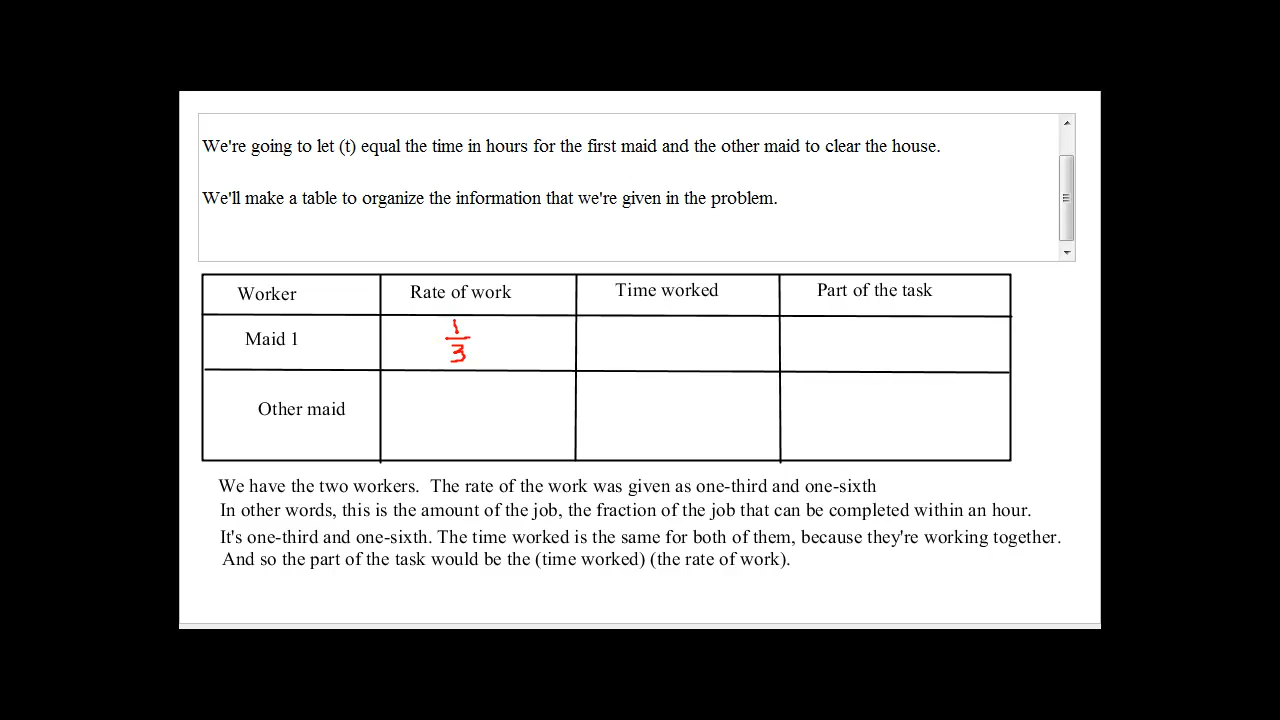 We're going to let (t) equal the time in hours for the first maid and the other maid to clear the house.
We'll make a table to organize the information that we're given in the problem.
Worker Rate of work Time worked Part of the task
Maid 1 1/3
Other maid
We have the two workers. The rate of the work was given as one-third and one-sixth
In other words, this is the amount of the job, the fraction of the job that can be completed within an hour.
It's one-third and one-sixth. The time worked is the same for both of them, because they're working together.
And so the part of the task would be the (time worked) (the rate of work).